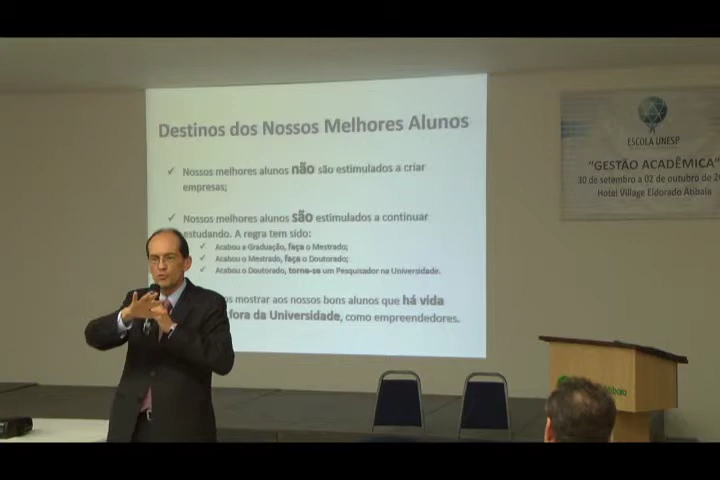 Destinos dos Nossos Melhores Alunos
✓ Nossos melhores alunos não são estimulados a criar
empresas;
✓ Nossos melhores alunos são estimulados a continuar
estudando. A regra tem sido:
✓ Acabou a Graduação, faça o Mestrado;
✓ Acabou o Mestrado, faça o Doutorado;
✓ Acabou o Doutorado, torne-se um Pesquisador na Universidade.
mostrar aos nossos bons alunos que há vida
fora da Universidade, como empreendedores.
ESCOLA UNESP
"GESTÃO ACADÊMICA"
30 de setembro a 02 de outubro de
Hotel Village Eldorado Atibaia
Atibaia